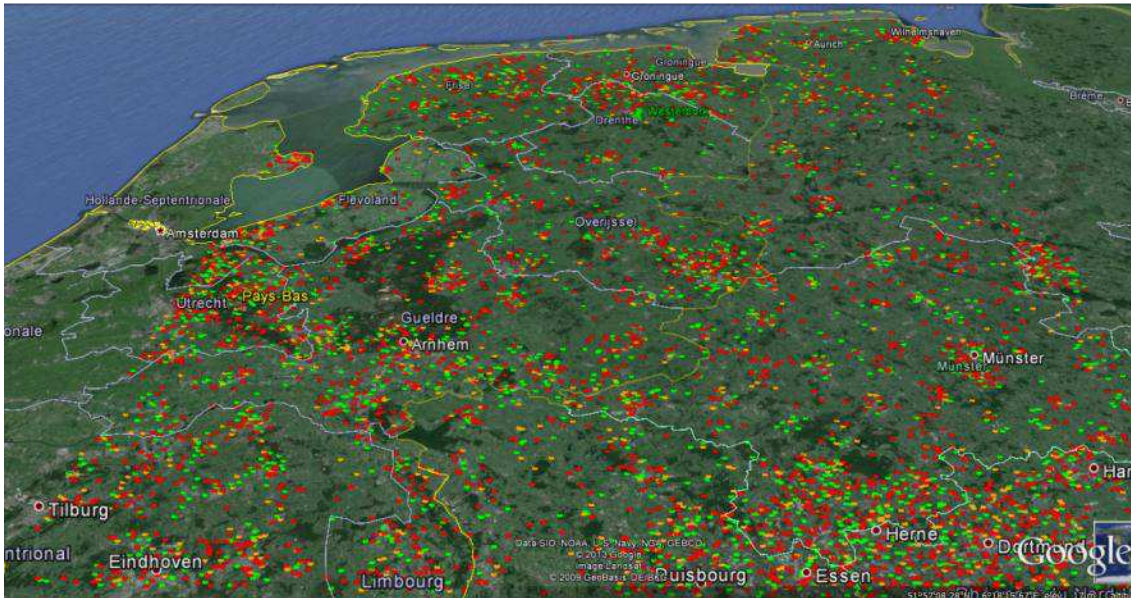 Wilhelmshaven
Aurich
Groningue
Groningue
Frise
Brême
Drenthe
Hollande-Septentrionale
Flevoland
Overijssel
Amsterdam
Utrecht
Pays-Bas
Gueldre
onale
Arnhem
Münster
Münster
Har
Tilburg
Herne
Data SIO, NOAA, U.S. Navy, NGA, GEBCO
Dortmund
© 2013 Google
ntrional
Eindhoven
Image Landsat
Google
Limbourg
© 2009 GeoBasis-DE/BKG
Duisbourg
Essen